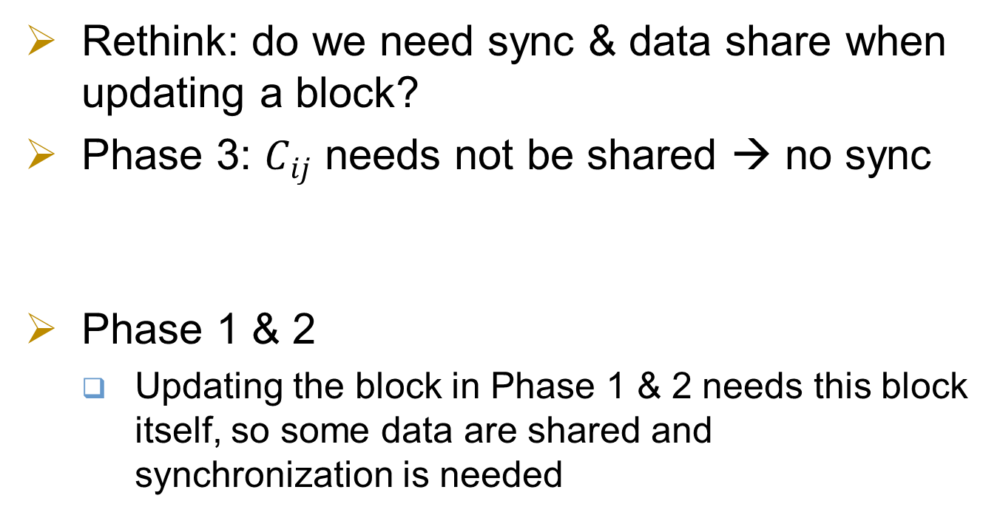 Rethink: do we need sync & data share when
updating a block?
Phase 3: C_{ij} needs not be shared → no sync
Phase 1 & 2
Updating the block in Phase 1 & 2 needs this block
itself, so some data are shared and
synchronization is needed